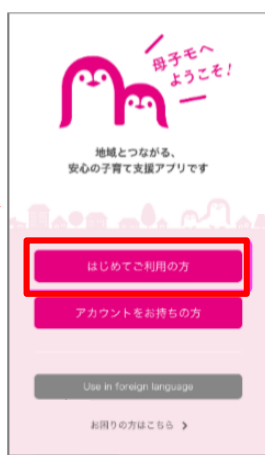 母子モへ
ようこそ!
地域とつながる、
安心の子育て支援アプリです
はじめてご利用の方
アカウントをお持ちの方
Use in foreign language
お困りの方はこちら >